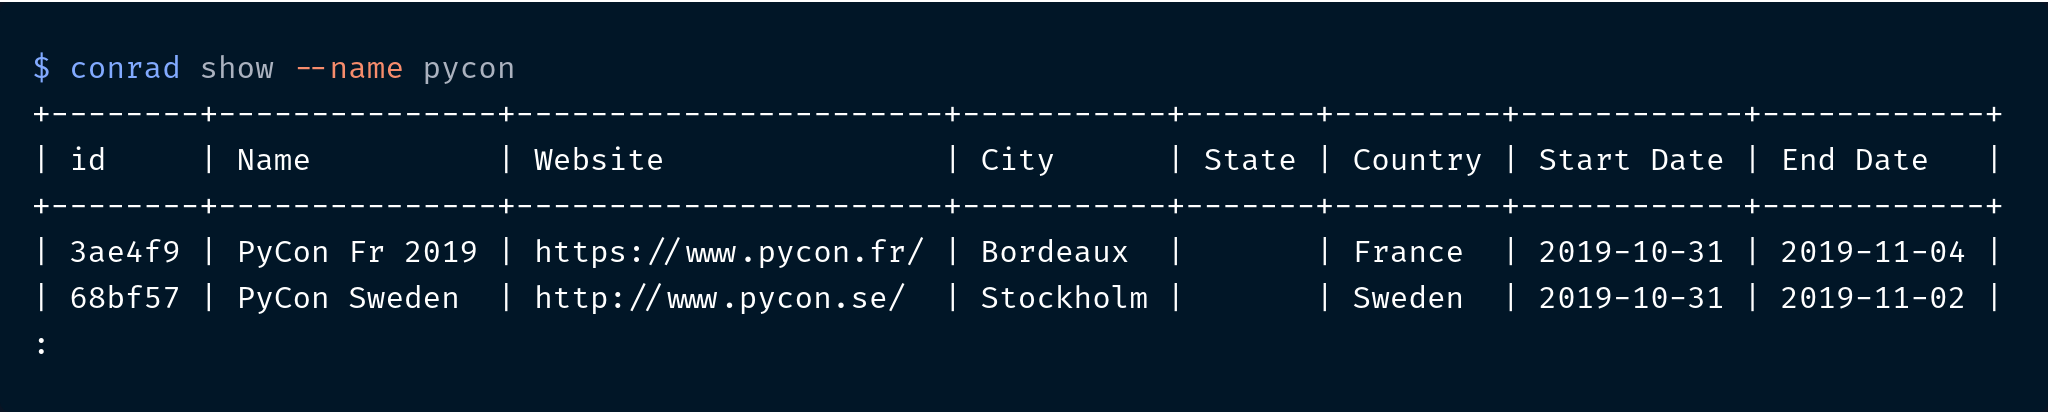 $ conrad show --name pycon
+--------+---------------+-----------------------+-----------+-------+---------+------------+------------+
| id     | Name          | Website               | City      | State | Country | Start Date | End Date   |
+--------+---------------+-----------------------+-----------+-------+---------+------------+------------+
| 3ae4f9 | PyCon Fr 2019 | https://www.pycon.fr/ | Bordeaux  |       | France  | 2019-10-31 | 2019-11-04 |
| 68bf57 | PyCon Sweden  | http://www.pycon.se/  | Stockholm |       | Sweden  | 2019-10-31 | 2019-11-02 |
: